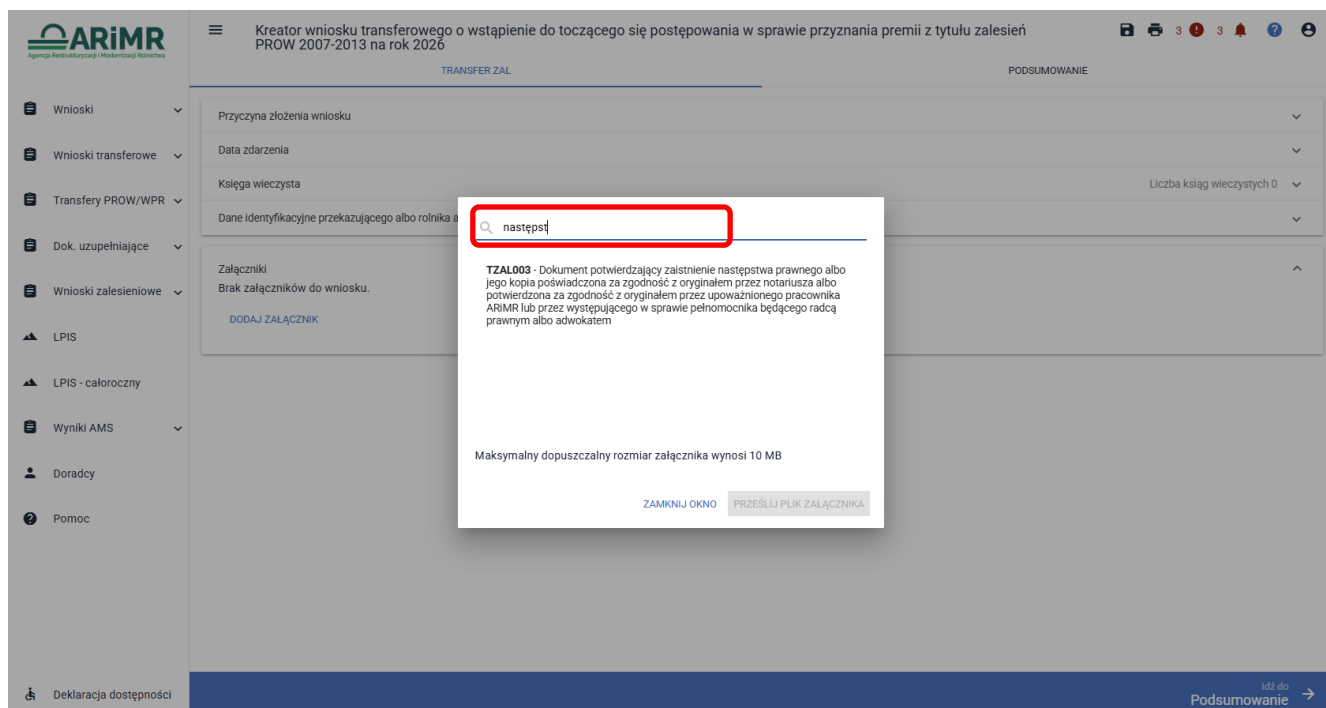 ARiMR
Agencja Restrukturyzacji i Modernizacji Rolnictwa
Kreator wniosku transferowego o wstąpienie do toczącego się postępowania w sprawie przyznania premii z tytułu zalesień
PROW 2007-2013 na rok 2026
3 3
TRANSFER ZAL
PODSUMOWANIE
Wnioski
Wnioski transferowe
Transfery PROW/WPR
Dok. uzupełniające
Wnioski zalesieniowe
LPIS
LPIS - całoroczny
Wyniki AMS
Doradcy
Pomoc
Deklaracja dostępności
Przyczyna złożenia wniosku
Data zdarzenia
Księga wieczysta
Liczba ksiąg wieczystych 0
Dane identyfikacyjne przekazującego albo rolnika a
Załączniki
Brak załączników do wniosku.
DODAJ ZAŁĄCZNIK
następst
TZAL003 - Dokument potwierdzający zaistnienie następstwa prawnego albo
jego kopia poświadczona za zgodność z oryginałem przez notariusza albo
potwierdzona za zgodność z oryginałem przez upoważnionego pracownika
ARiMR lub przez występującego w sprawie pełnomocnika będącego radcą
prawnym albo adwokatem
Maksymalny dopuszczalny rozmiar załącznika wynosi 10 MB
ZAMKNIJ OKNO
PRZEŚLIJ PLIK ZAŁĄCZNIKA
Idź do
Podsumowanie